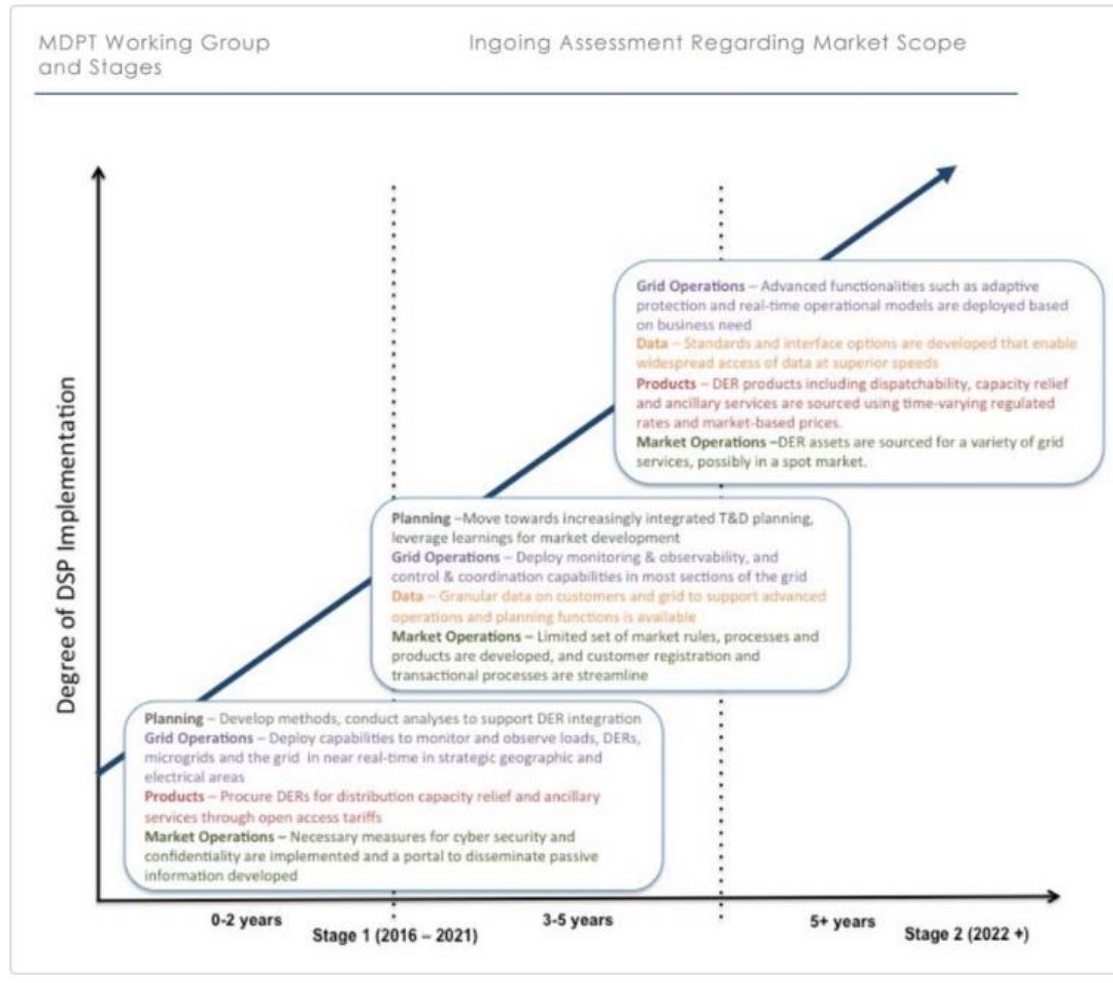 MDPT Working Group
and Stages
Ingoing Assessment Regarding Market Scope
Degree of DSP Implementation
Grid Operations – Advanced functionalities such as adaptive
protection and real-time operational models are deployed based
on business need
Data – Standards and interface options are developed that enable
widespread access of data at superior speeds
Products – DER products including dispatchability, capacity relief
and ancillary services are sourced using time-varying regulated
rates and market-based prices.
Market Operations –DER assets are sourced for a variety of grid
services, possibly in a spot market.
Planning –Move towards increasingly integrated T&D planning,
leverage learnings for market development
Grid Operations – Deploy monitoring & observability, and
control & coordination capabilities in most sections of the grid
Data – Granular data on customers and grid to support advanced
operations and planning functions is available
Market Operations – Limited set of market rules, processes and
products are developed, and customer registration and
transactional processes are streamline
Planning – Develop methods, conduct analyses to support DER integration
Grid Operations – Deploy capabilities to monitor and observe loads, DERs,
microgrids and the grid in near real-time in strategic geographic and
electrical areas
Products – Procure DERs for distribution capacity relief and ancillary
services through open access tariffs
Market Operations – Necessary measures for cyber security and
confidentiality are implemented and a portal to disseminate passive
information developed
0-2 years
3-5 years
5+ years
Stage 1 (2016 – 2021)
Stage 2 (2022 +)